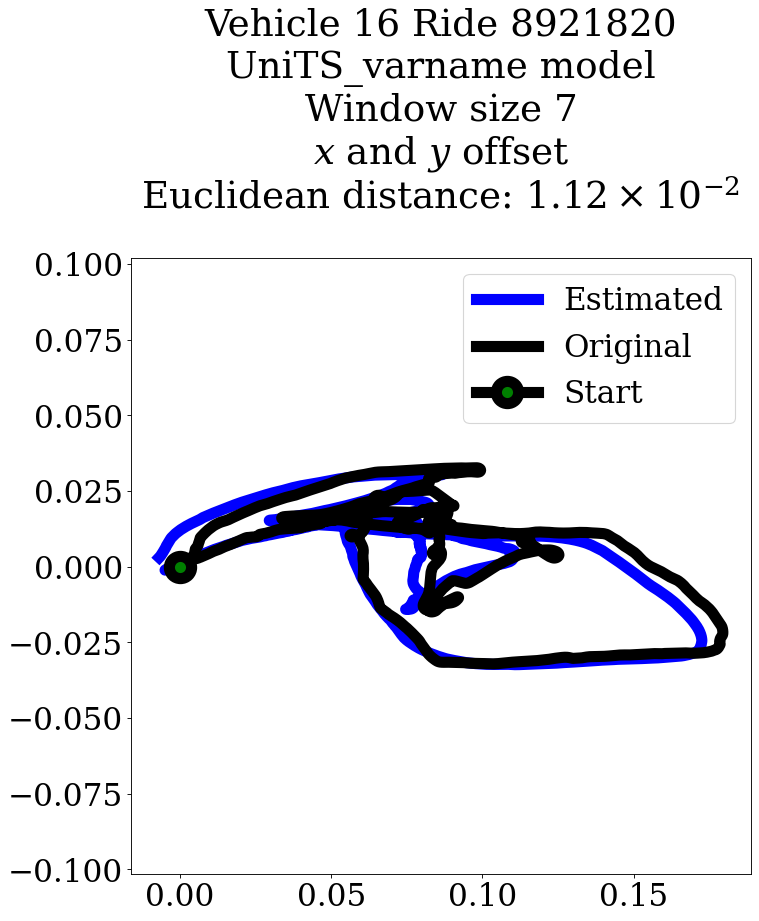 Vehicle 16 Ride 8921820
UniTS_varname model
Window size 7
x and y offset
Euclidean distance: 1.12 × 10⁻²
Estimated
Original
Start
0.100
0.075
0.050
0.025
0.000
−0.025
−0.050
−0.075
−0.100
0.00 0.05 0.10 0.15